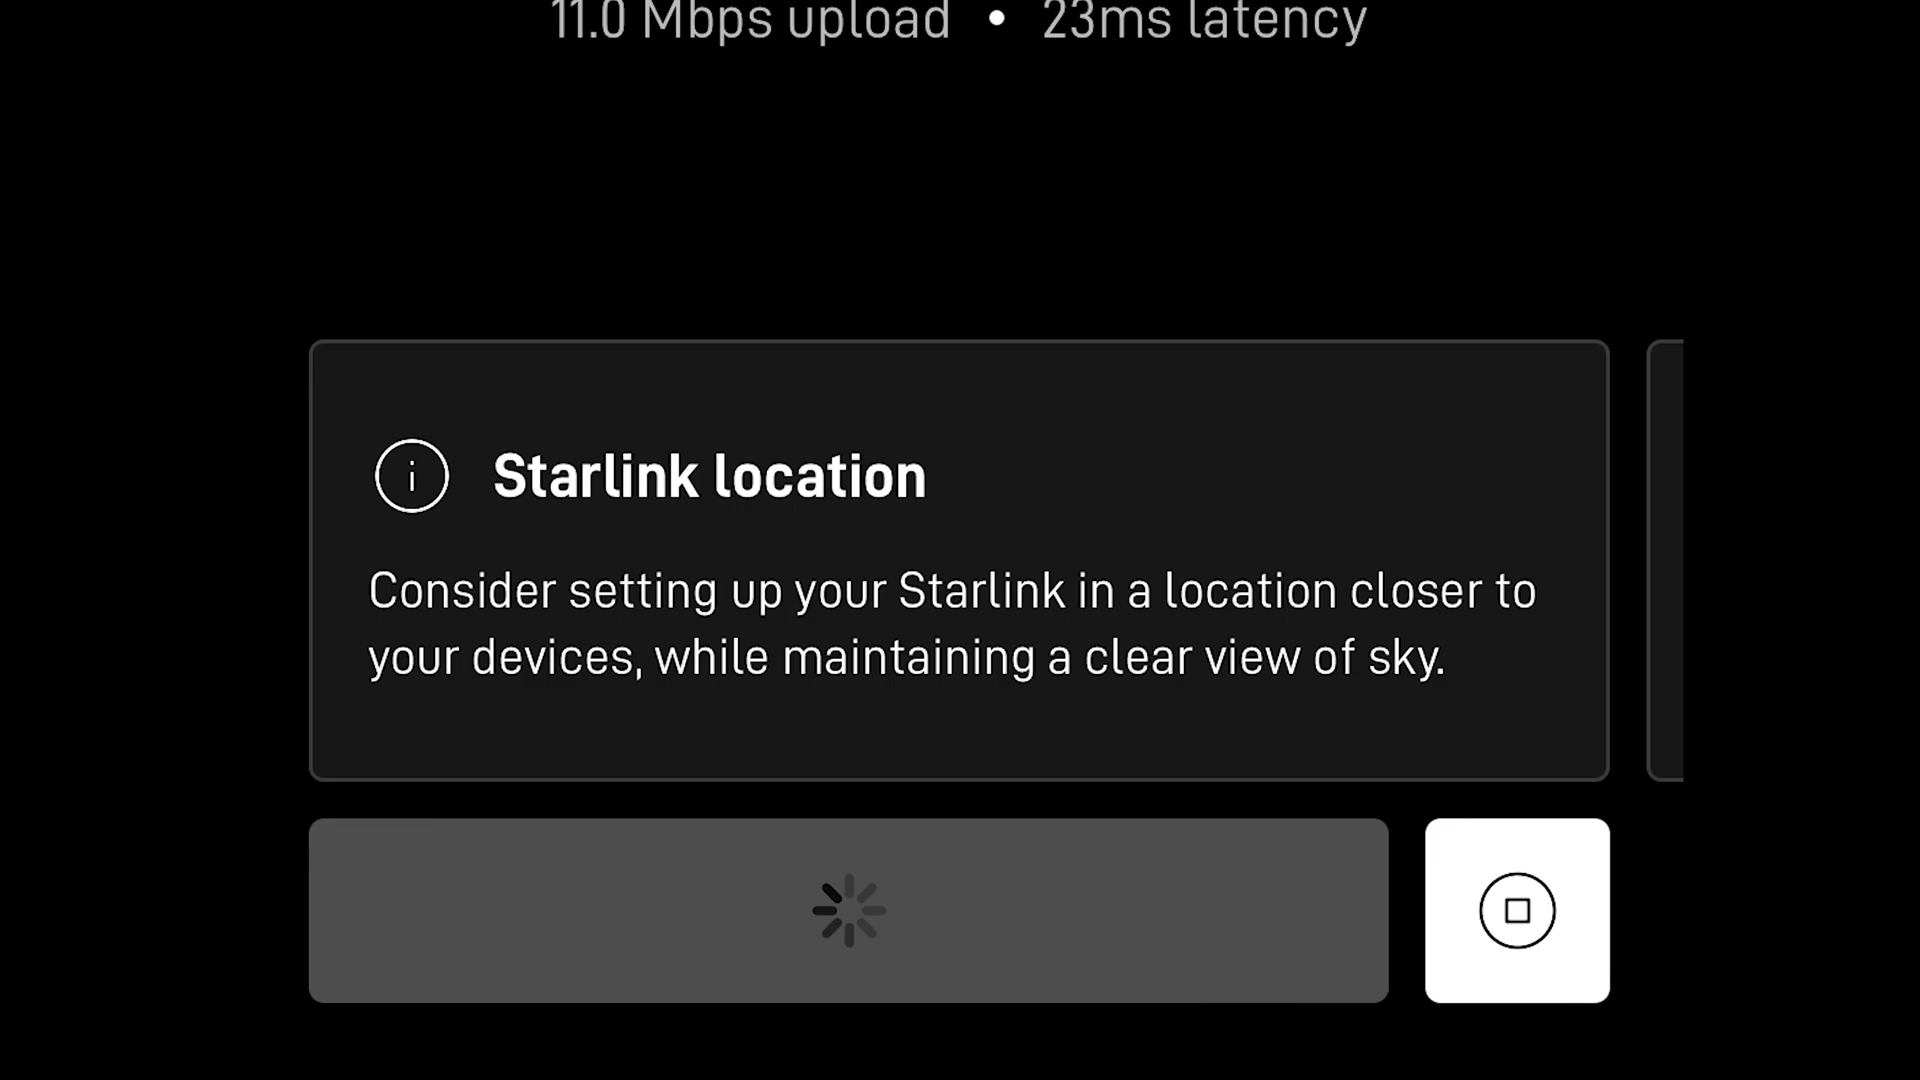 11.0 Mbps upload • 23ms latency
Starlink location
Consider setting up your Starlink in a location closer to
your devices, while maintaining a clear view of sky.